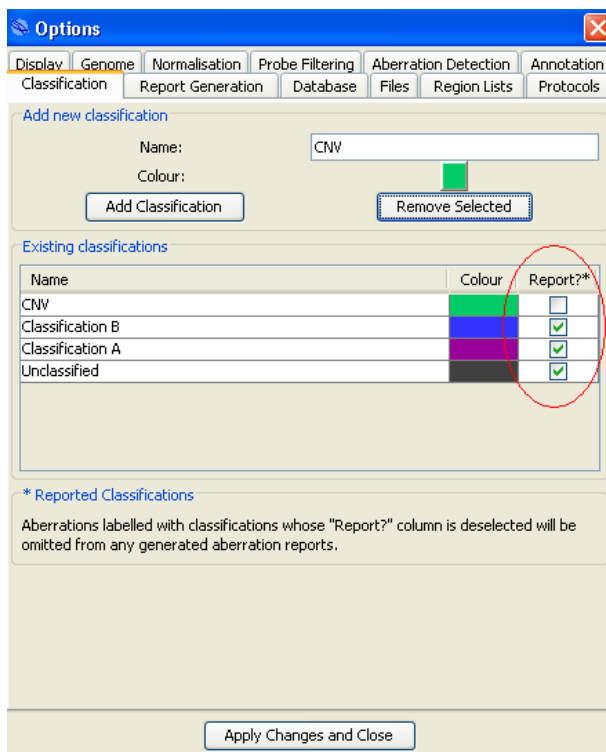 Options
Display Genome Normalisation Probe Filtering Aberration Detection Annotation
Classification Report Generation Database Files Region Lists Protocols
Add new classification
Name: CNV
Colour:
Add Classification Remove Selected
Existing classifications
Name Colour Report?*
CNV
Classification B
Classification A
Unclassified
* Reported Classifications
Aberrations labelled with classifications whose "Report?" column is deselected will be
omitted from any generated aberration reports.
Apply Changes and Close